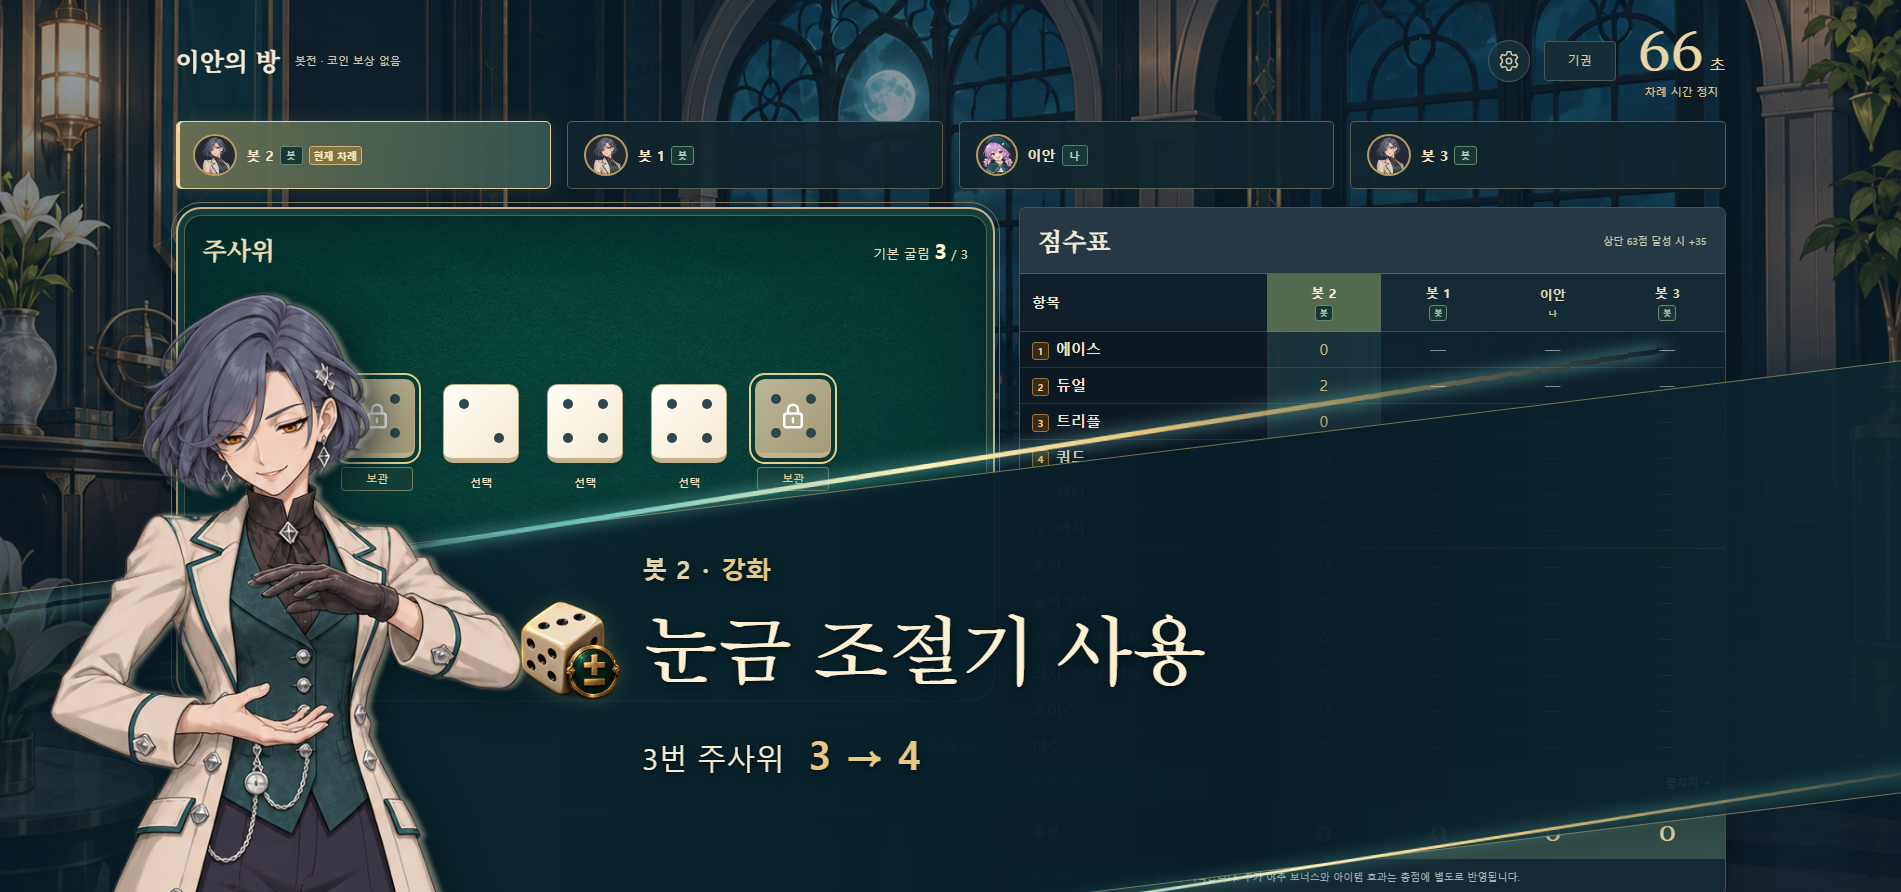 이안의 방
봇전 · 코인 보상 없음
기권
66 초
차례 시간 정지
봇 2 봇 현재 차례
봇 1 봇
이안 나
봇 3 봇
주사위
기본 굴림 3 / 3
보관
선택
선택
선택
보관
점수표
상단 63점 달성 시 +35
항목
봇 2 봇
봇 1 봇
이안 나
봇 3 봇
1 에이스 0 — — —
2 듀얼 2 — — —
3 트리플 0
4 쿼드
봇 2 · 강화
눈금 조절기 사용
3번 주사위 3 → 4
펼치기
0
보너스와 아이템 효과는 총점에 별도로 반영됩니다.